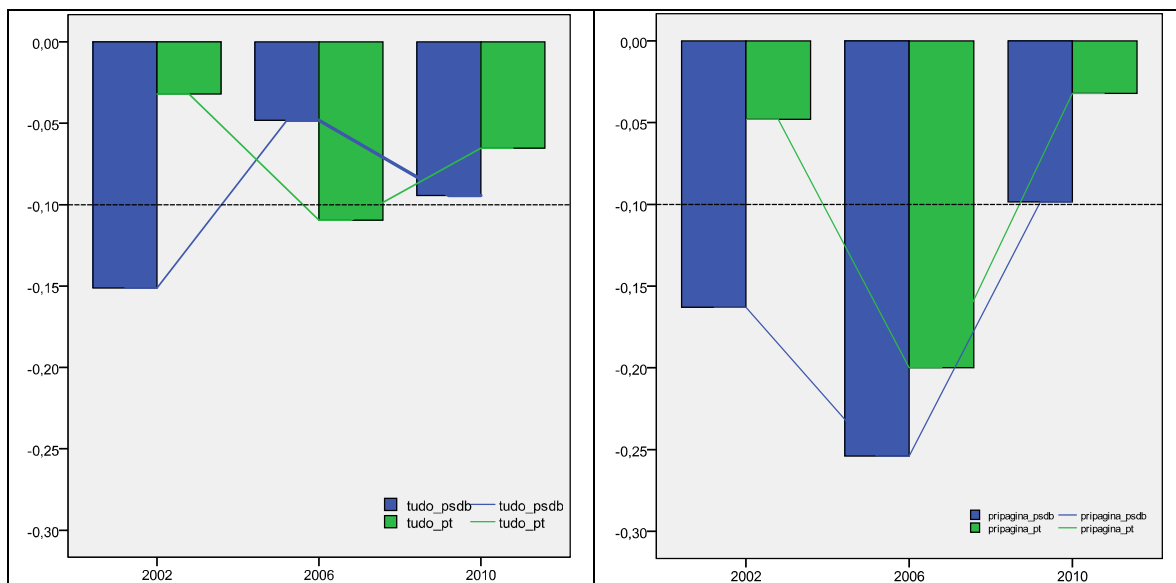 0,00
-0,05
-0,10
-0,15
-0,20
-0,25
-0,30
tudo_psdb tudo_psdb
tudo_pt tudo_pt
2002 2006 2010
0,00
-0,05
-0,10
-0,15
-0,20
-0,25
-0,30
pripagina_psdb pripagina_psdb
pripagina_pt pripagina_pt
2002 2006 2010